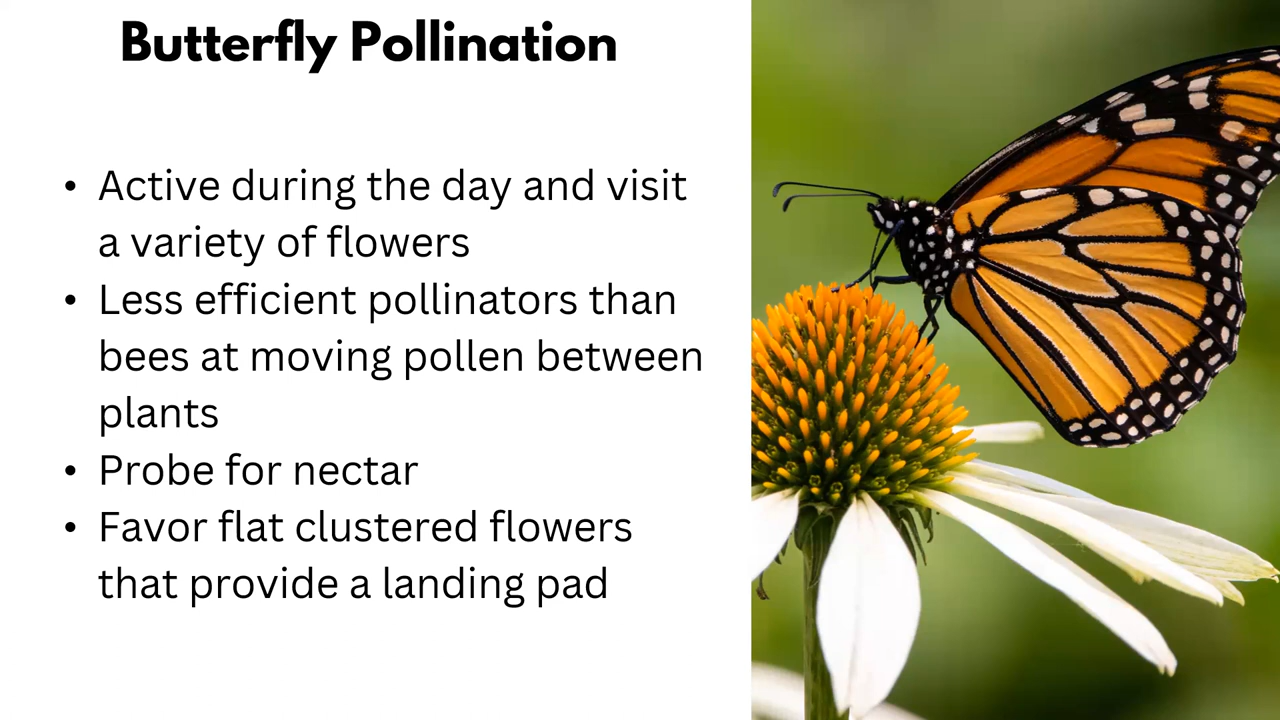 Butterfly Pollination
• Active during the day and visit
a variety of flowers
• Less efficient pollinators than
bees at moving pollen between
plants
• Probe for nectar
• Favor flat clustered flowers
that provide a landing pad